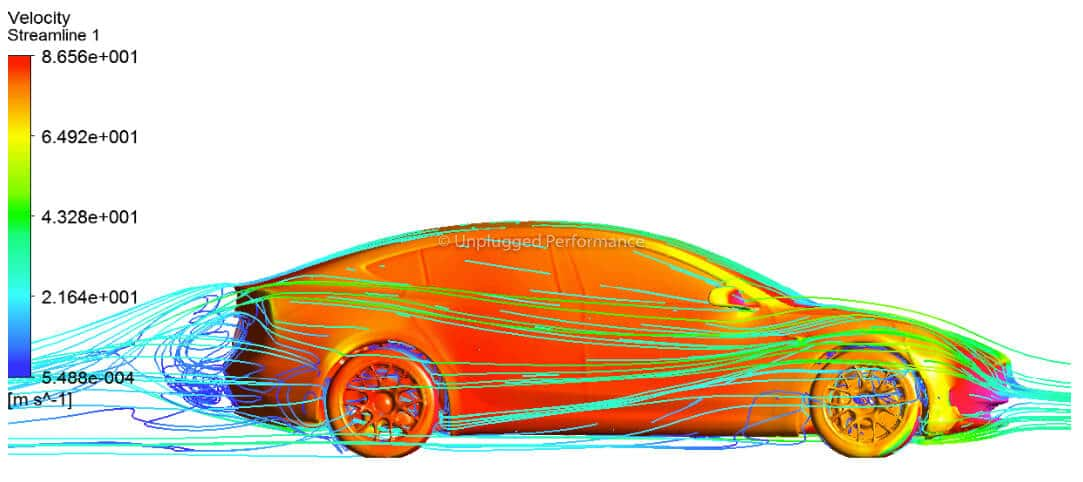 Velocity
Streamline 1
8.656e+001
6.492e+001
4.328e+001
2.164e+001
5.488e-004
[m s^-1]
© Unplugged Performance